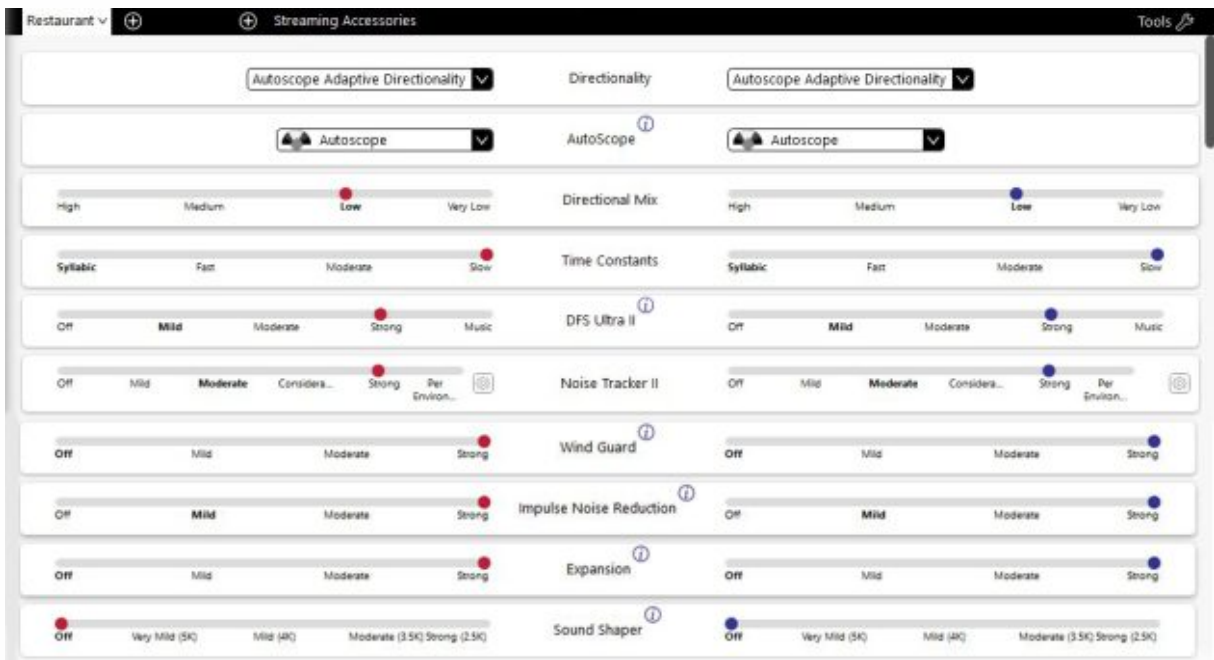 Restaurant Streaming Accessories Tools
Autoscope Adaptive Directionality Directionality Autoscope Adaptive Directionality
Autoscope AutoScope Autoscope
High Medium Low Very Low Directional Mix High Medium Low Very Low
Syllabic Fast Moderate Slow Time Constants Syllabic Fast Moderate Slow
Off Mild Moderate Strong Music DFS Ultra II Off Mild Moderate Strong Music
Off Mild Moderate Considera... Strong Per Noise Tracker II Off Mild Moderate Considera... Strong Per
Environ... Environ...
Off Mild Moderate Strong Wind Guard Off Mild Moderate Strong
Off Mild Moderate Strong Impulse Noise Reduction Off Mild Moderate Strong
Off Mild Moderate Strong Expansion Off Mild Moderate Strong
Off Very Mild (5K) Mild (4K) Moderate (3.5K) Strong (2.5K) Sound Shaper Off Very Mild (5K) Mild (4K) Moderate (3.5K) Strong (2.5K)